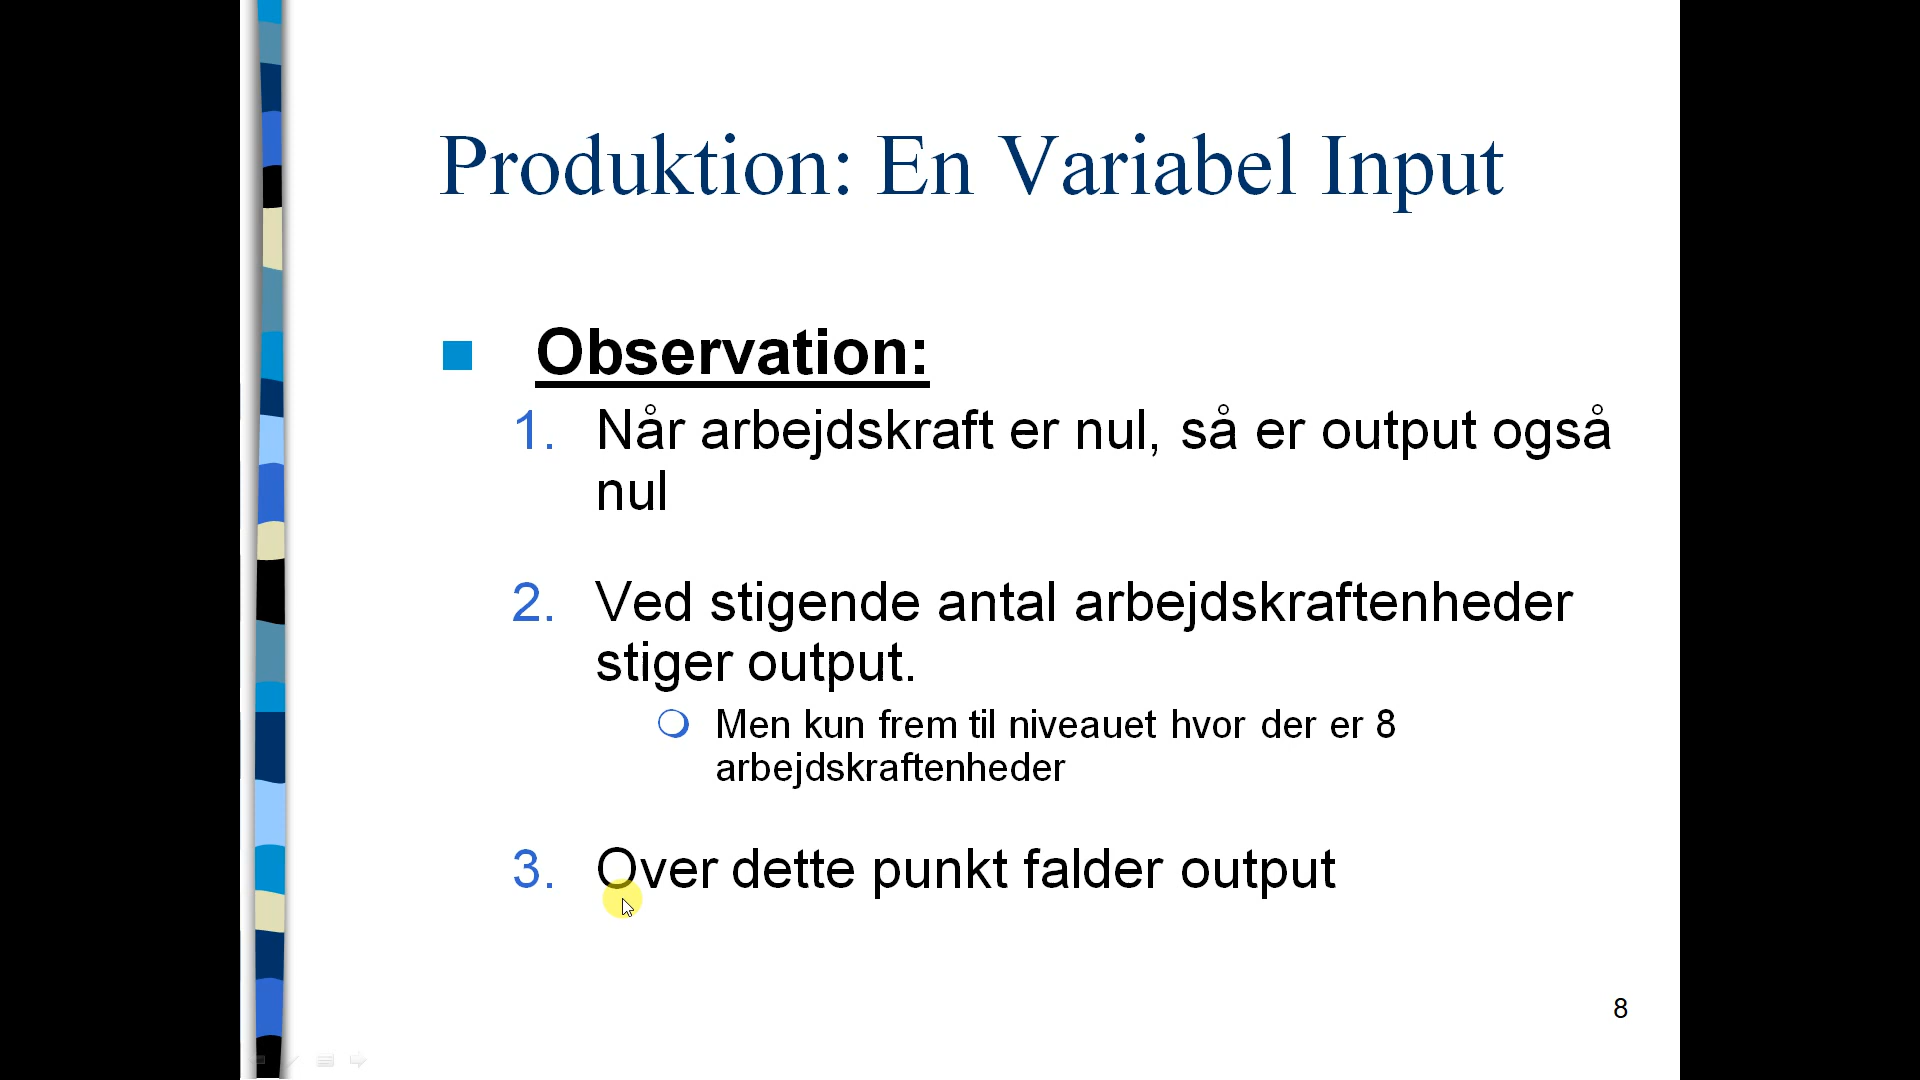 Produktion: En Variabel Input
Observation:
1. Når arbejdskraft er nul, så er output også
nul
2. Ved stigende antal arbejdskraftenheder
stiger output.
Men kun frem til niveauet hvor der er 8
arbejdskraftenheder
3. Over dette punkt falder output
8